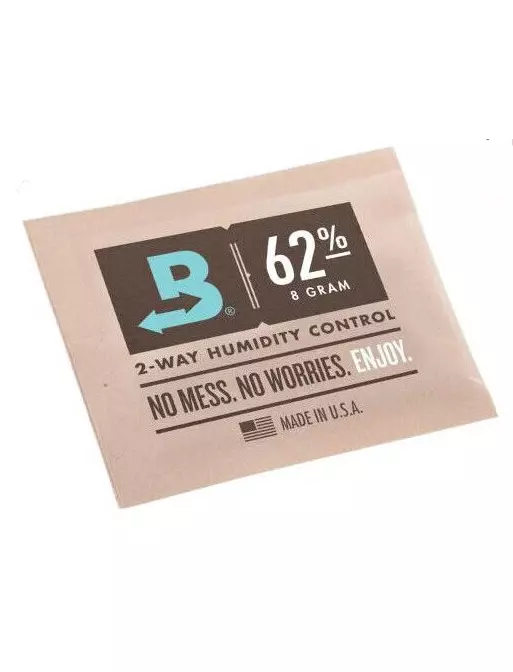 B®
62%
8 GRAM
2-WAY HUMIDITY CONTROL
NO MESS. NO WORRIES. ENJOY.
MADE IN U.S.A.